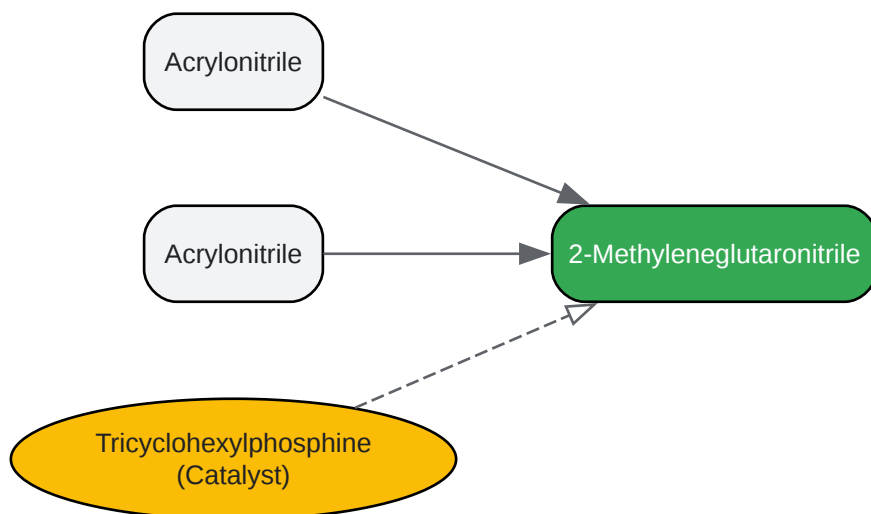 Acrylonitrile
Acrylonitrile
2-Methyleneglutaronitrile
Tricyclohexylphosphine
(Catalyst)